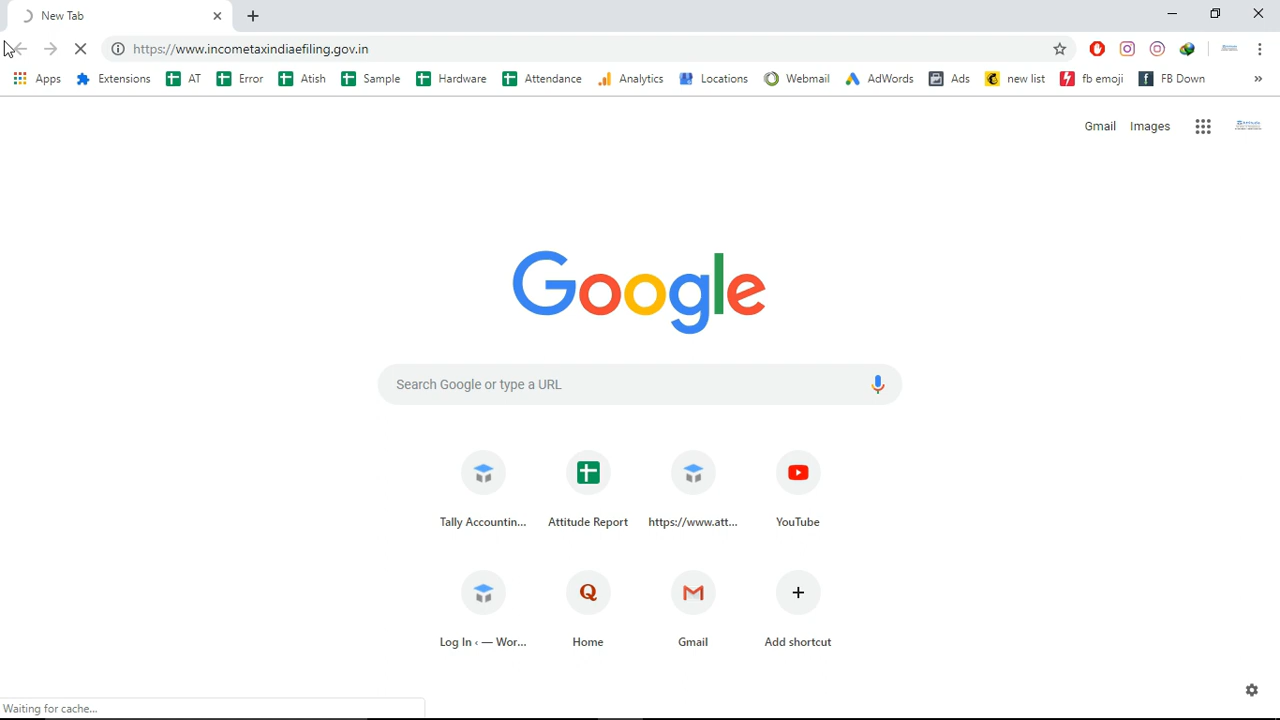 New Tab
https://www.incometaxindiaefiling.gov.in
Apps Extensions AT Error Atish Sample Hardware Attendance Analytics Locations Webmail AdWords Ads new list fb emoji FB Down »
Gmail Images
Google
Search Google or type a URL
Tally Accountin... Attitude Report https://www.att... YouTube
Log In ‹ — Wor... Home Gmail Add shortcut
Waiting for cache...